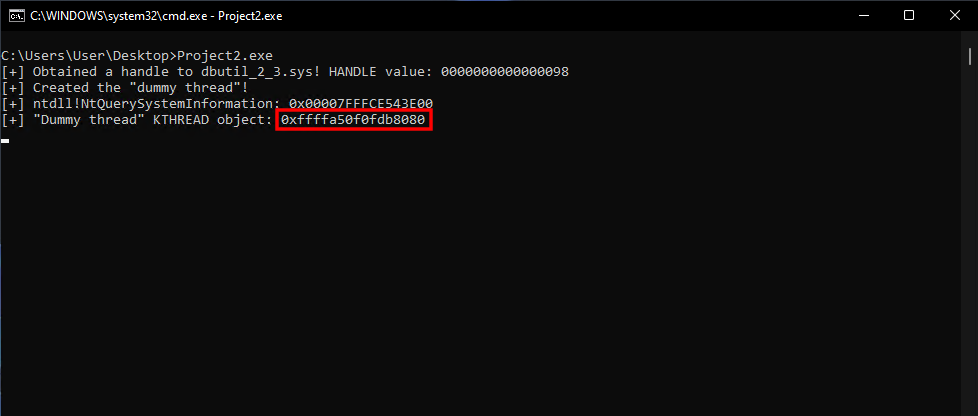 C:\WINDOWS\system32\cmd.exe - Project2.exe
C:\Users\User\Desktop>Project2.exe
[+] Obtained a handle to dbutil_2_3.sys! HANDLE value: 0000000000000098
[+] Created the "dummy thread"!
[+] ntdll!NtQuerySystemInformation: 0x00007FFFCE543E00
[+] "Dummy thread" KTHREAD object: 0xffffa50f0fdb8080